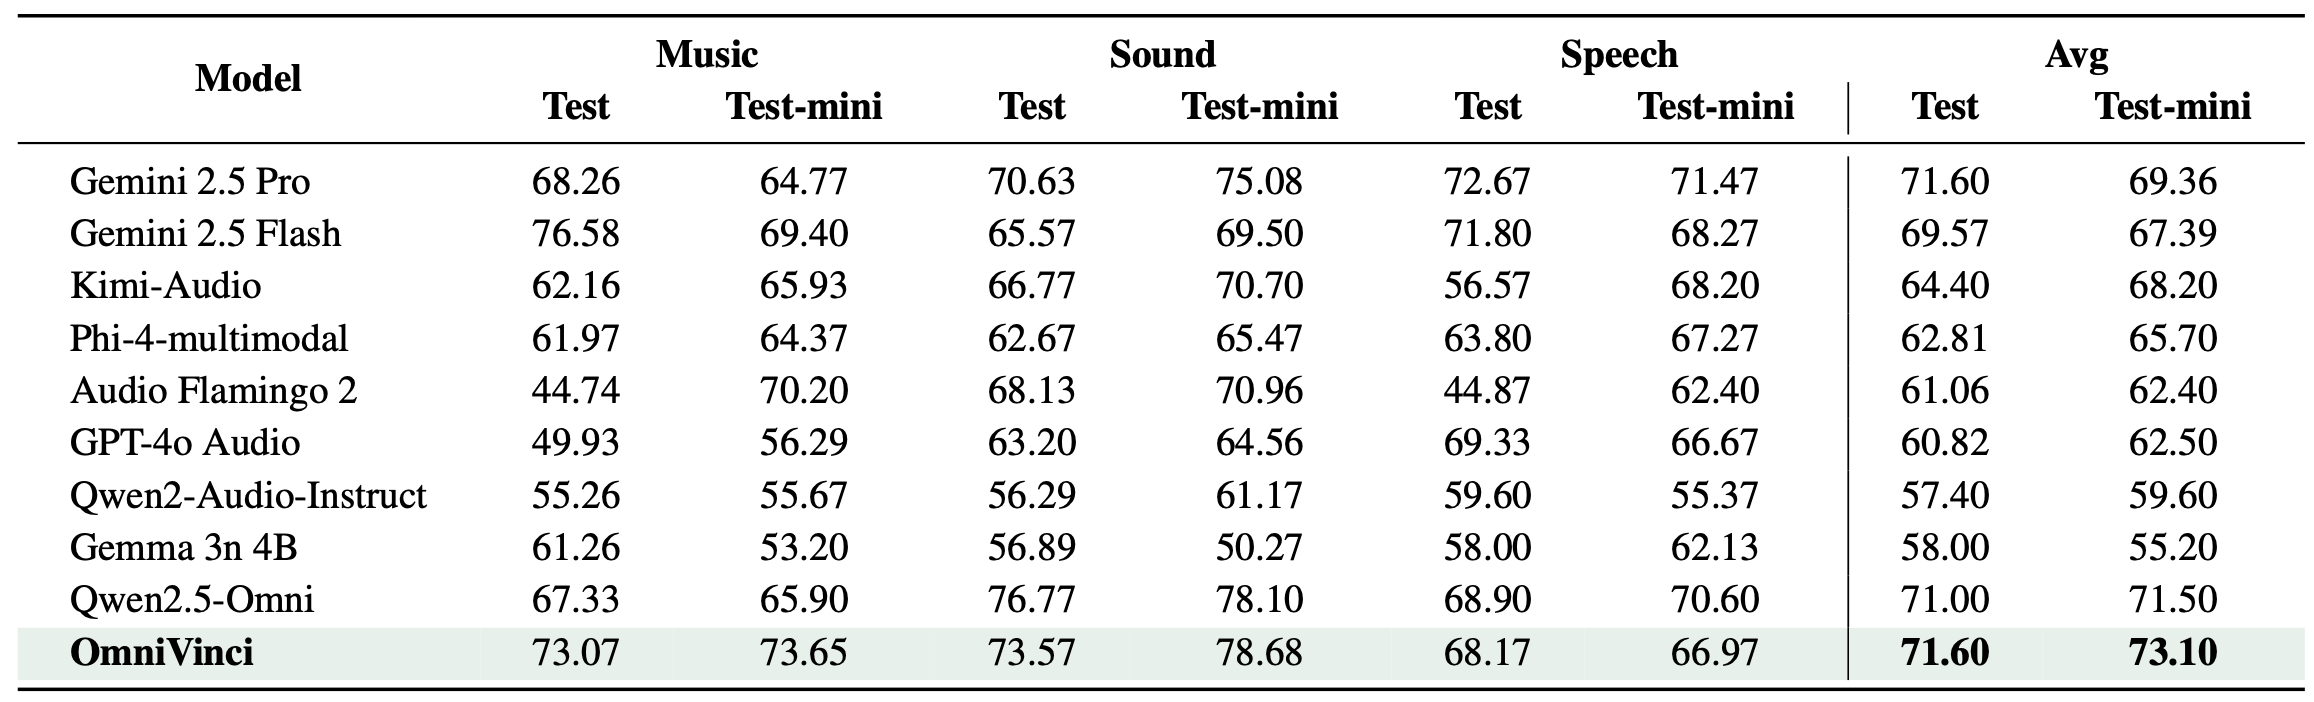 Model Music Sound Speech Avg
Test Test-mini Test Test-mini Test Test-mini Test Test-mini
Gemini 2.5 Pro 68.26 64.77 70.63 75.08 72.67 71.47 71.60 69.36
Gemini 2.5 Flash 76.58 69.40 65.57 69.50 71.80 68.27 69.57 67.39
Kimi-Audio 62.16 65.93 66.77 70.70 56.57 68.20 64.40 68.20
Phi-4-multimodal 61.97 64.37 62.67 65.47 63.80 67.27 62.81 65.70
Audio Flamingo 2 44.74 70.20 68.13 70.96 44.87 62.40 61.06 62.40
GPT-4o Audio 49.93 56.29 63.20 64.56 69.33 66.67 60.82 62.50
Qwen2-Audio-Instruct 55.26 55.67 56.29 61.17 59.60 55.37 57.40 59.60
Gemma 3n 4B 61.26 53.20 56.89 50.27 58.00 62.13 58.00 55.20
Qwen2.5-Omni 67.33 65.90 76.77 78.10 68.90 70.60 71.00 71.50
OmniVinci 73.07 73.65 73.57 78.68 68.17 66.97 71.60 73.10